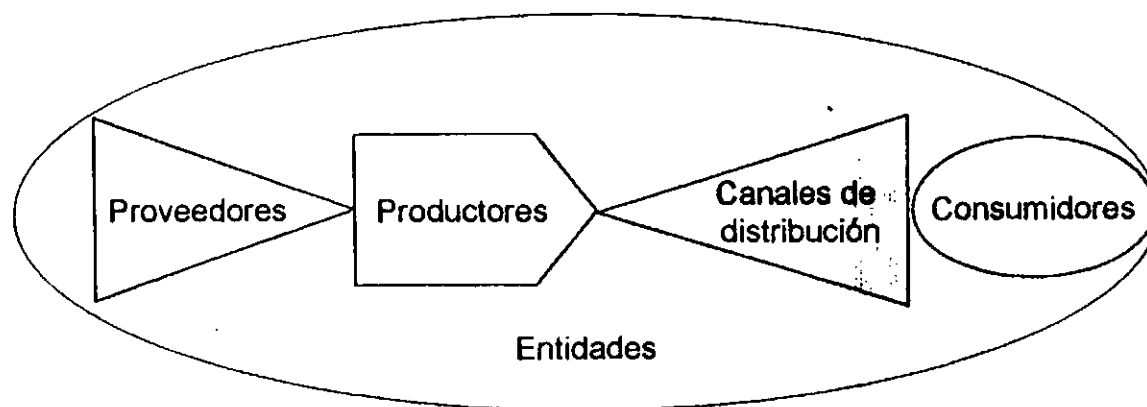 Proveedores
Productores
Canales de
distribución
Consumidores
Entidades